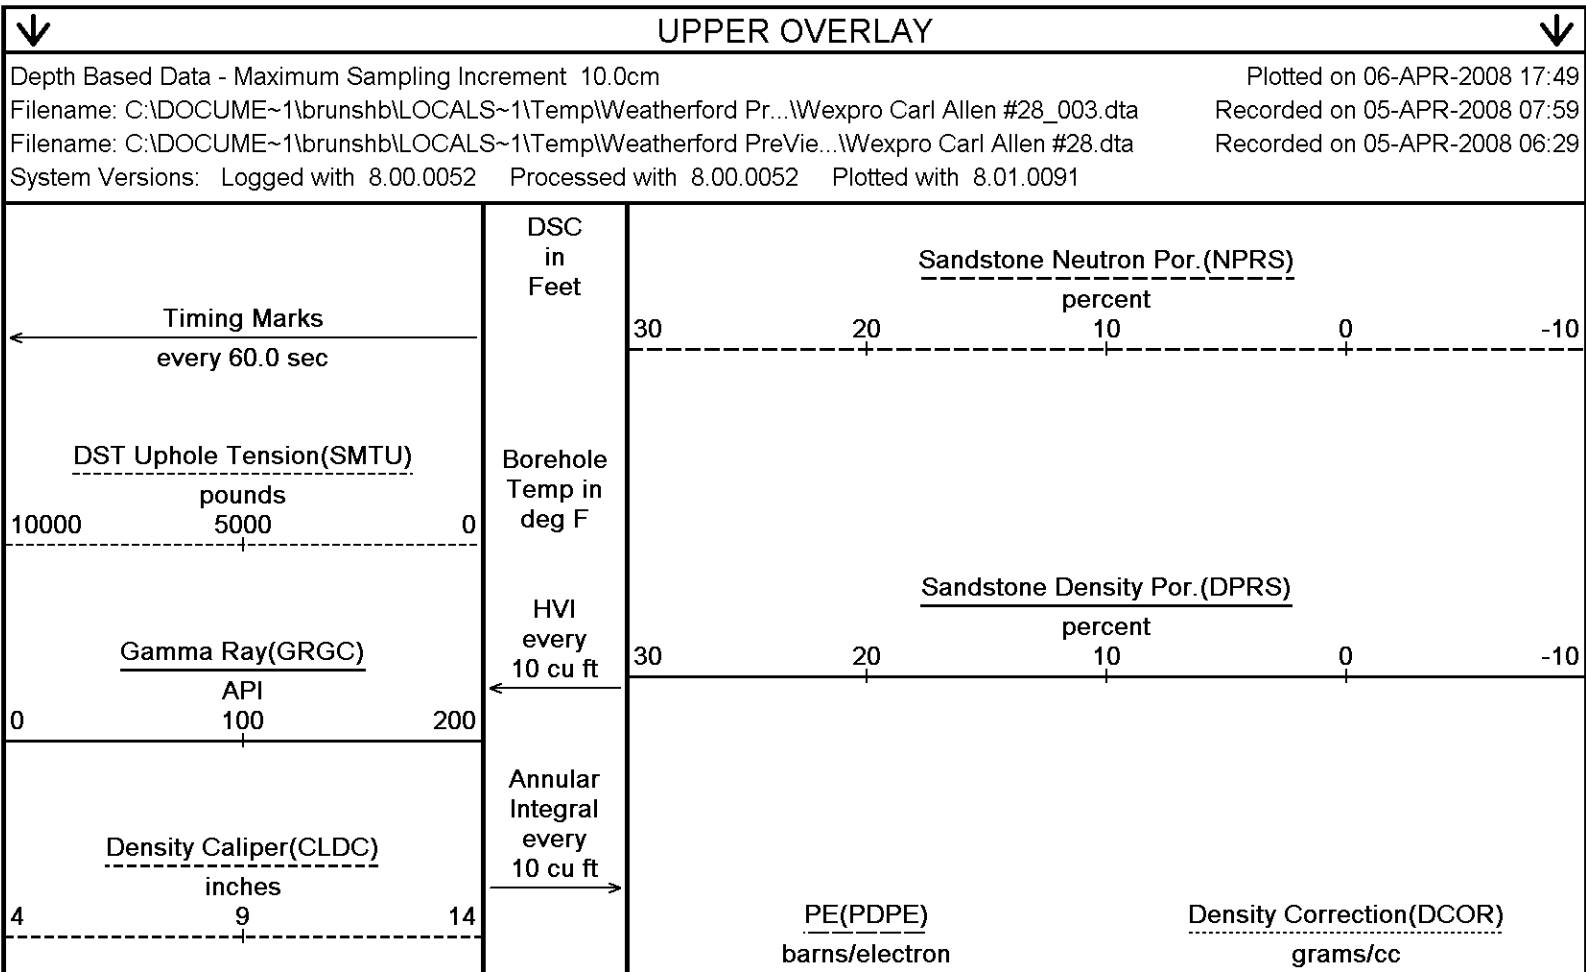 UPPER OVERLAY
Depth Based Data - Maximum Sampling Increment 10.0cm Plotted on 06-APR-2008 17:49
Filename: C:\DOCUME~1\brunshb\LOCALS~1\Temp\Weatherford Pr...\Wexpro Carl Allen #28_003.dta Recorded on 05-APR-2008 07:59
Filename: C:\DOCUME~1\brunshb\LOCALS~1\Temp\Weatherford PreVie...\Wexpro Carl Allen #28.dta Recorded on 05-APR-2008 06:29
System Versions: Logged with 8.00.0052 Processed with 8.00.0052 Plotted with 8.01.0091
Timing Marks
every 60.0 sec
DST Uphole Tension(SMTU)
pounds
10000 5000 0
Gamma Ray(GRGC)
API
0 100 200
Density Caliper(CLDC)
inches
4 9 14
DSC
in
Feet
Borehole
Temp in
deg F
HVI
every
10 cu ft
Annular
Integral
every
10 cu ft
Sandstone Neutron Por.(NPRS)
percent
30 20 10 0 -10
Sandstone Density Por.(DPRS)
percent
30 20 10 0 -10
PE(PDPE)
barns/electron
Density Correction(DCOR)
grams/cc